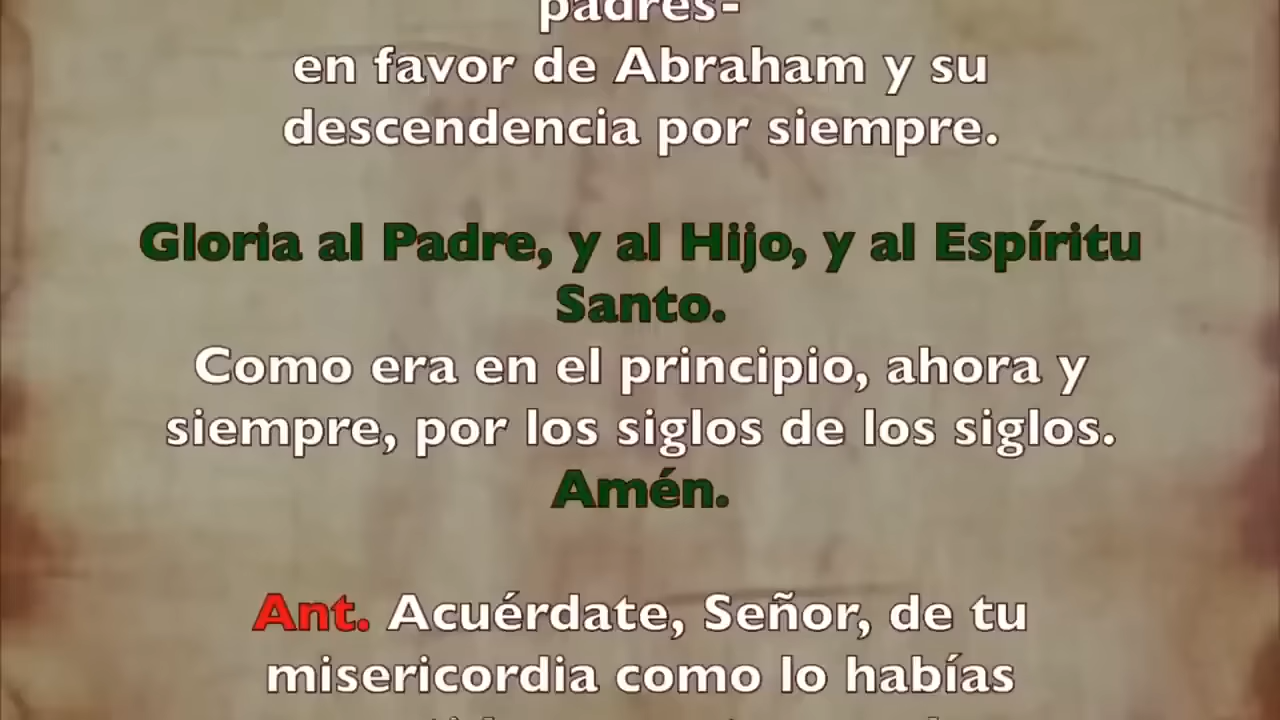 padres-
en favor de Abraham y su
descendencia por siempre.
Gloria al Padre, y al Hijo, y al Espíritu
Santo.
Como era en el principio, ahora y
siempre, por los siglos de los siglos.
Amén.
Ant. Acuérdate, Señor, de tu
misericordia como lo habías